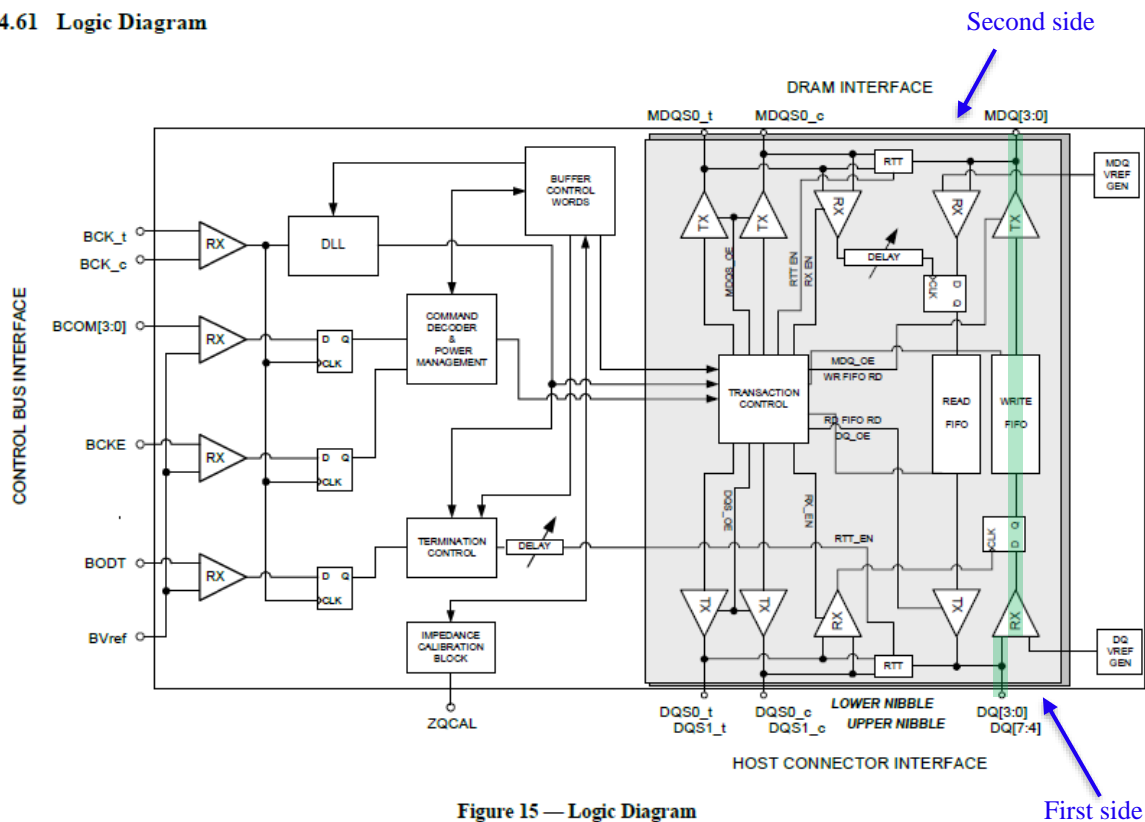 4.61 Logic Diagram
Second side
DRAM INTERFACE
MDQS0_t
MDQS0_c
MDQ[3:0]
CONTROL BUS INTERFACE
BCK_t
BCK_c
BCOM[3:0]
BCKE
BODT
BVref
RX
RX
RX
RX
DLL
D Q
CLK
D Q
CLK
D Q
CLK
BUFFER
CONTROL
WORDS
COMMAND
DECODER
&
POWER
MANAGEMENT
TERMINATION
CONTROL
DELAY
IMPEDANCE
CALIBRATION
BLOCK
ZQCAL
RTT
MDQ
VREF
GEN
TX
TX
RX
RX
TX
DELAY
D Q
CLK
MDQS_OE
RTT EN
RX EN
TRANSACTION
CONTROL
MDQ_OE
WR FIFO RD
RD FIFO RD
DQ_OE
READ
FIFO
WRITE
FIFO
DQS_OE
RX_EN
RTT_EN
CLK
Q
D
TX
TX
RX
TX
RX
RTT
DQ
VREF
GEN
DQS0_t
DQS1_t
DQS0_c
DQS1_c
LOWER NIBBLE
UPPER NIBBLE
DQ[3:0]
DQ[7:4]
HOST CONNECTOR INTERFACE
First side
Figure 15 — Logic Diagram